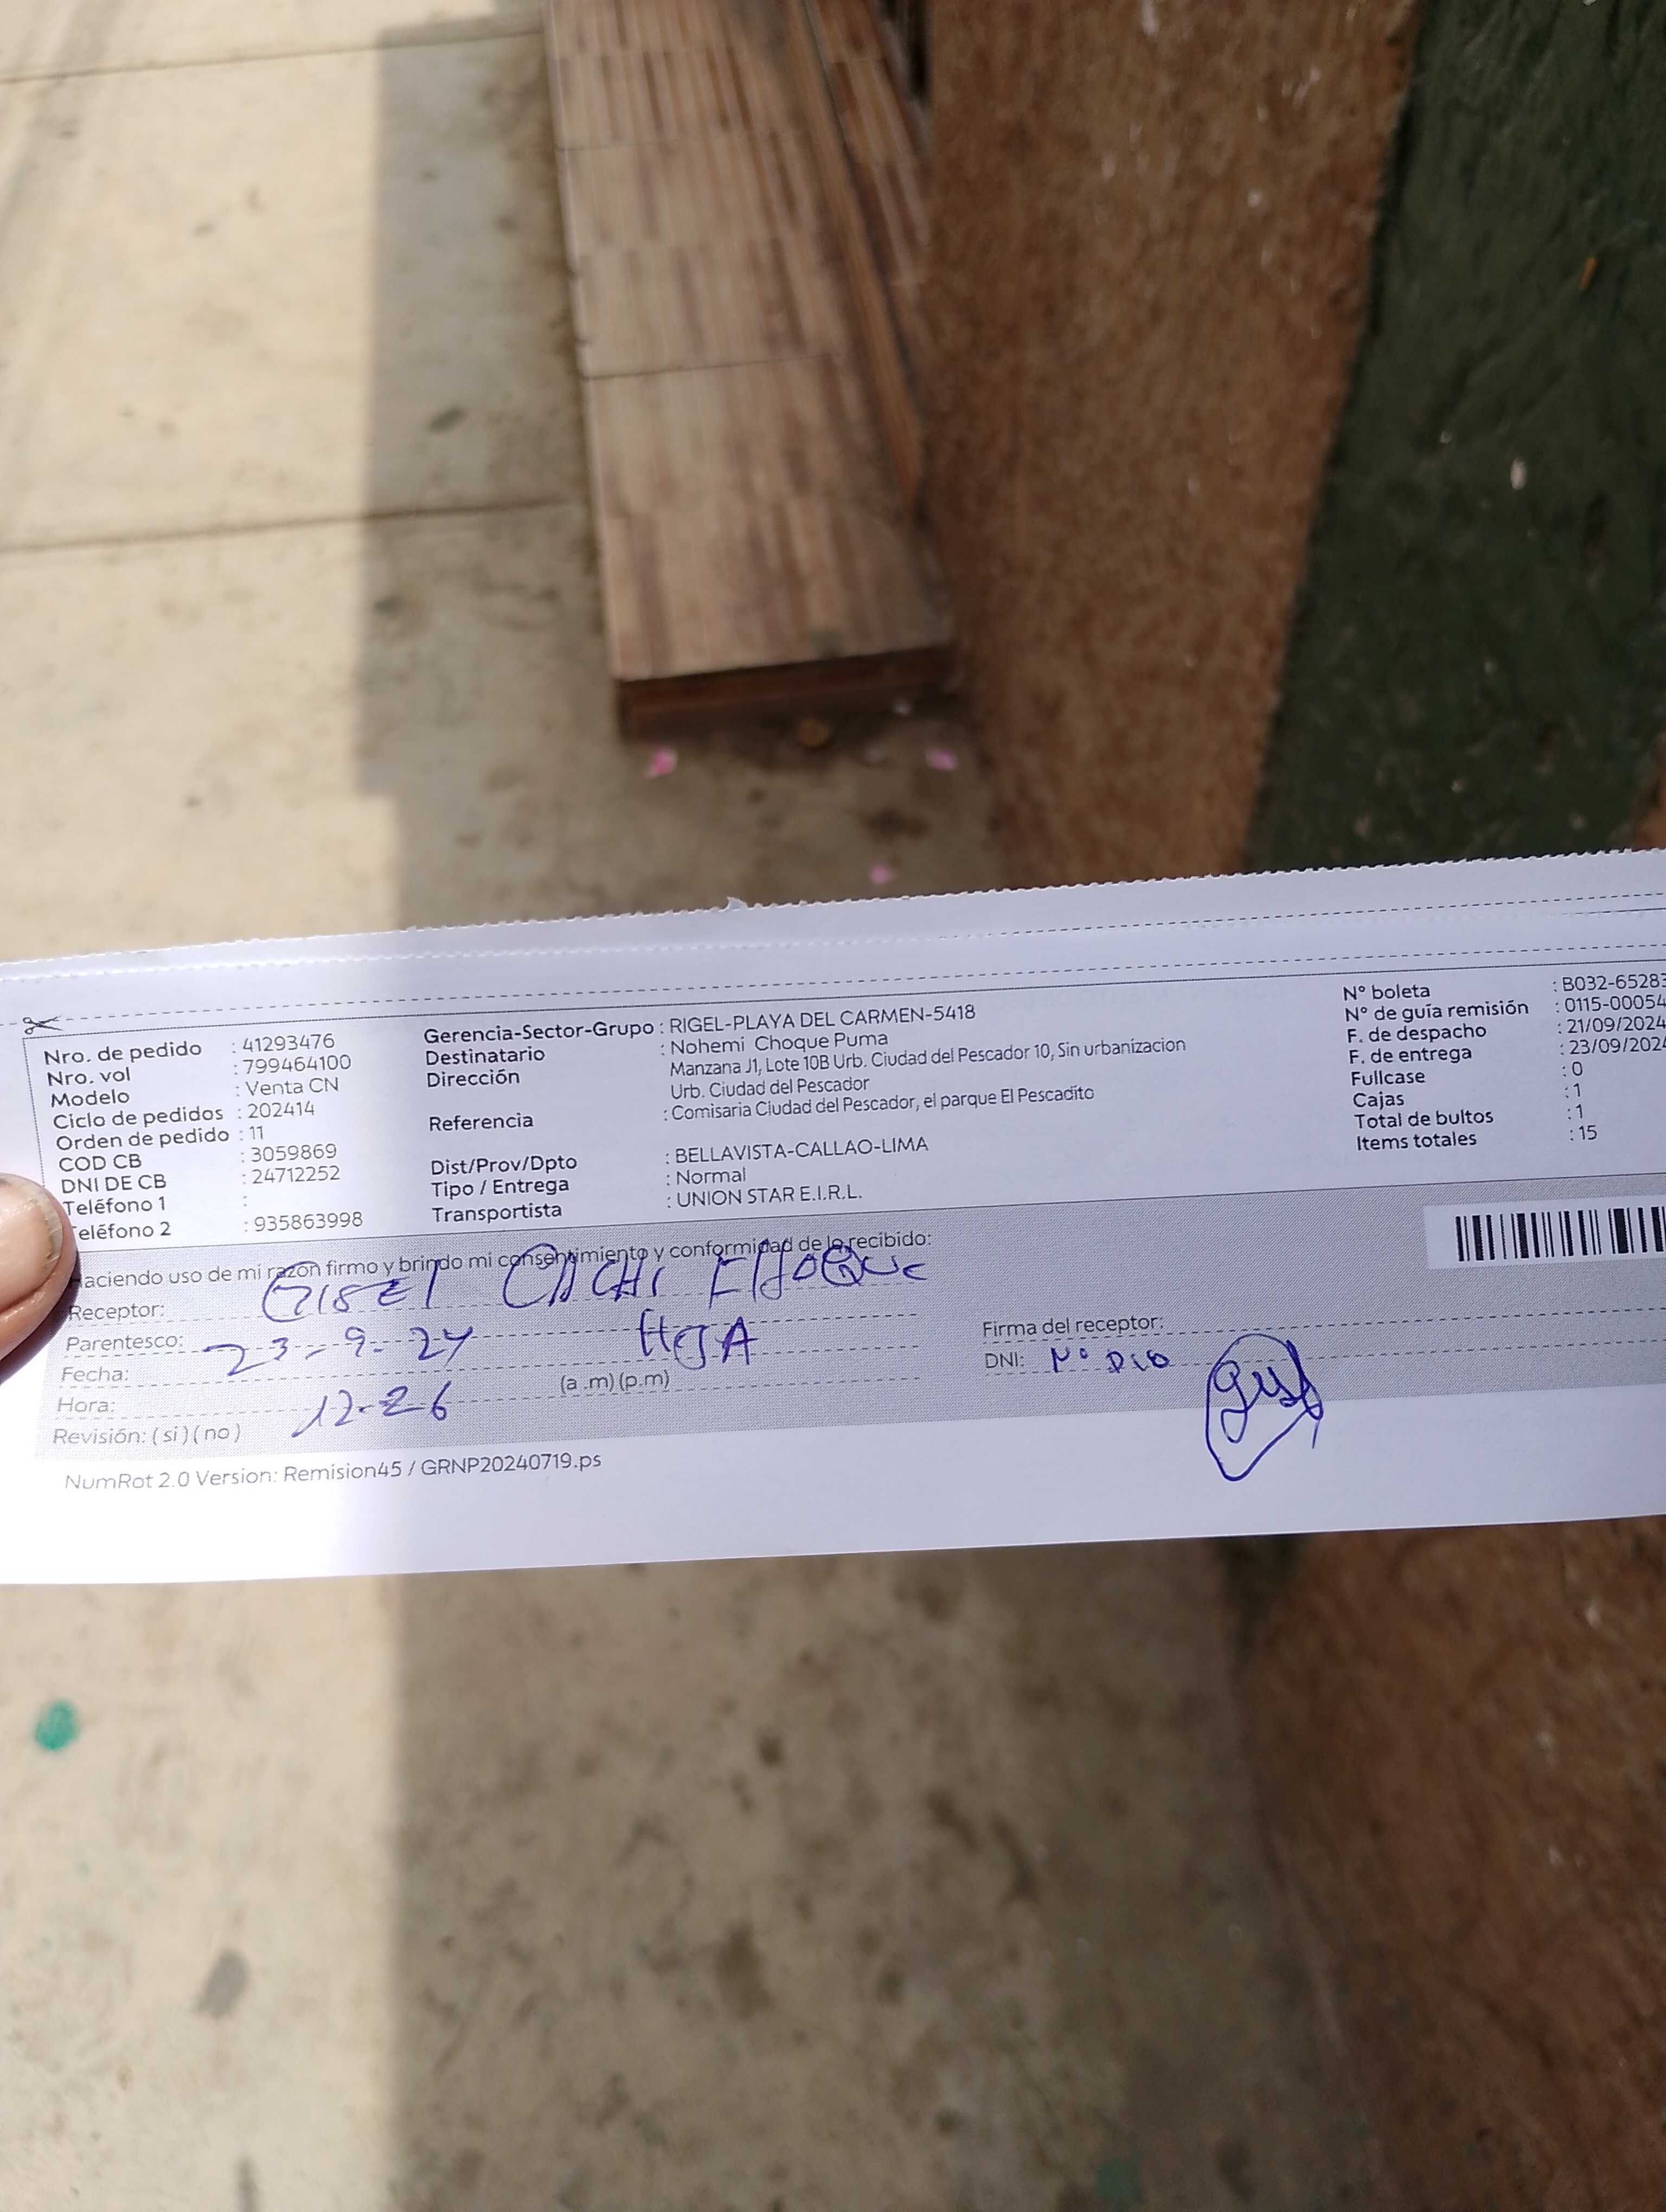 Nro. de pedido : 41293476
Nro. vol : 799464100
Modelo : Venta CN
Ciclo de pedidos : 202414
Orden de pedido : 11
COD CB : 3059869
DNI DE CB : 24712252
Teléfono 1 :
eléfono 2 : 935863998
Gerencia-Sector-Grupo : RIGEL-PLAYA DEL CARMEN-5418
Destinatario : Nohemi Choque Puma
Dirección Manzana J1, Lote 10B Urb. Ciudad del Pescador 10, Sin urbanizacion
Urb. Ciudad del Pescador
Referencia : Comisaria Ciudad del Pescador, el parque El Pescadito
Dist/Prov/Dpto : BELLAVISTA-CALLAO-LIMA
Tipo / Entrega : Normal
Transportista : UNION STAR E.I.R.L.
N° boleta : B032-65283
N° de guía remisión : 0115-00054
F. de despacho : 21/09/2024
F. de entrega : 23/09/2024
Fullcase : 0
Cajas : 1
Total de bultos : 1
Items totales : 15
aciendo uso de mi razón firmo y brindo mi consentimiento y conformidad de lo recibido:
Receptor: CACHI
Parentesco: HIJA
Fecha: 23-9-24
Hora: 12-26 (a .m) (p.m)
Revisión: ( si ) ( no )
Firma del receptor:
DNI: N° DIO
NumRot 2.0 Version: Remision45 / GRNP20240719.ps